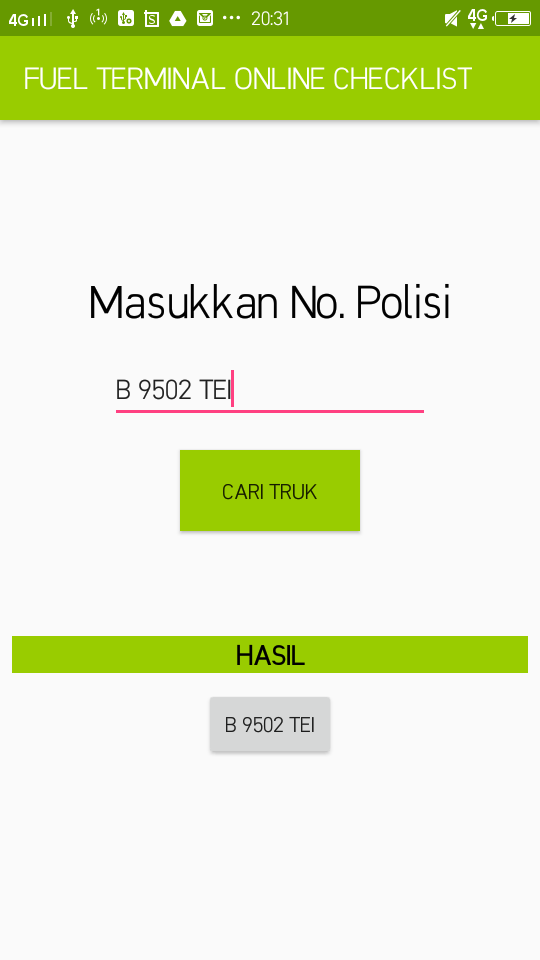 4G 20:31 4G
FUEL TERMINAL ONLINE CHECKLIST
Masukkan No. Polisi
B 9502 TEI
CARI TRUK
HASIL
B 9502 TEI